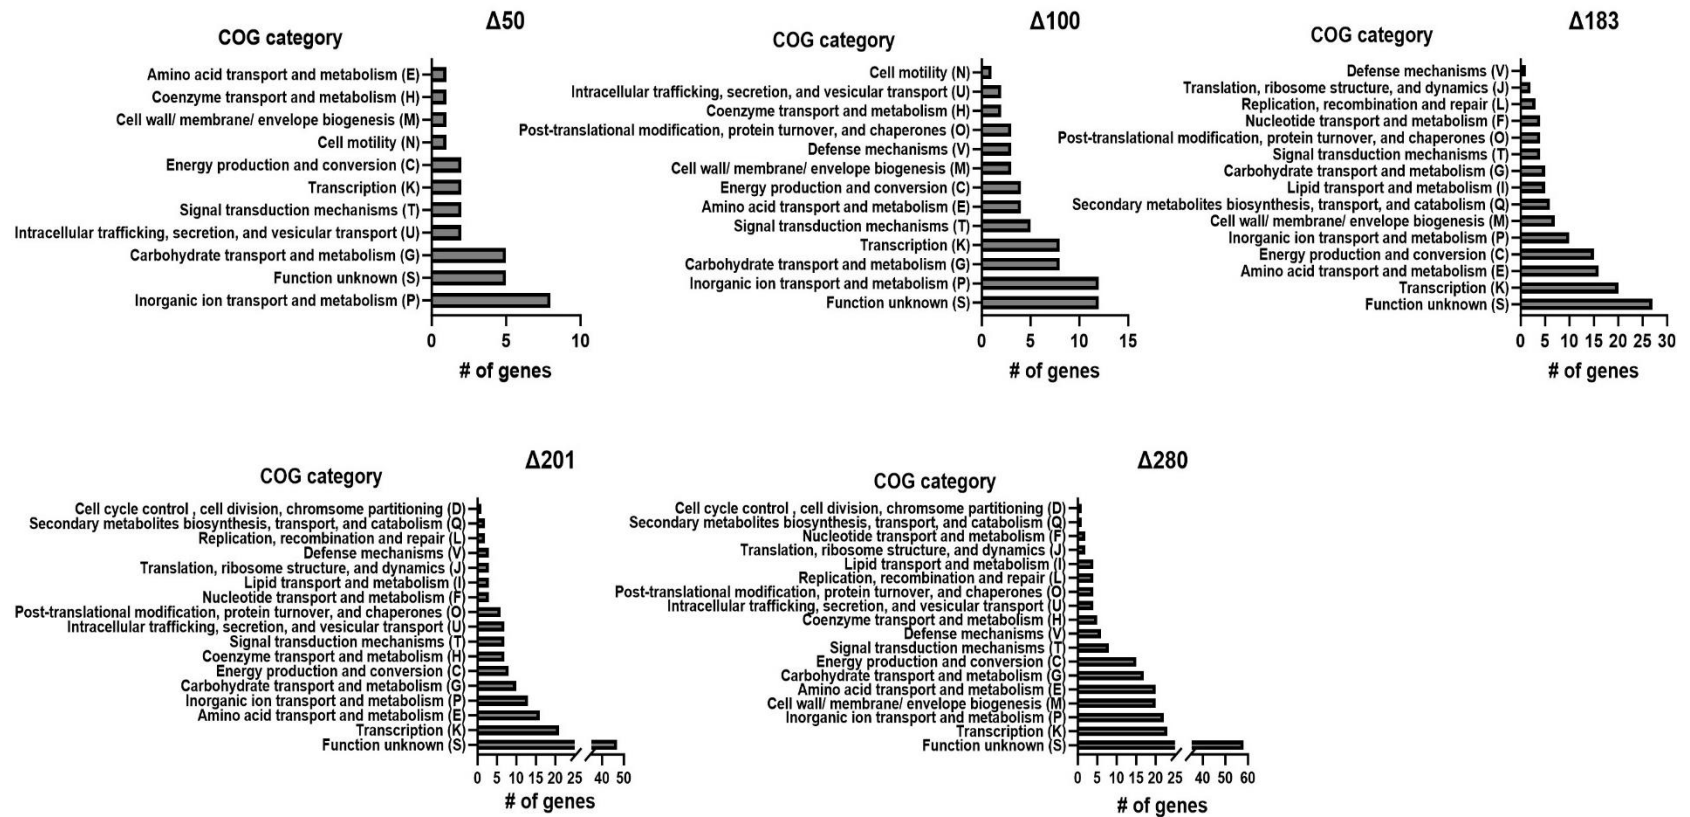 Δ50
COG category
Amino acid transport and metabolism (E)
Coenzyme transport and metabolism (H)
Cell wall/ membrane/ envelope biogenesis (M)
Cell motility (N)
Energy production and conversion (C)
Transcription (K)
Signal transduction mechanisms (T)
Intracellular trafficking, secretion, and vesicular transport (U)
Carbohydrate transport and metabolism (G)
Function unknown (S)
Inorganic ion transport and metabolism (P)
0 5 10
# of genes
Δ100
COG category
Cell motility (N)
Intracellular trafficking, secretion, and vesicular transport (U)
Coenzyme transport and metabolism (H)
Post-translational modification, protein turnover, and chaperones (O)
Defense mechanisms (V)
Cell wall/ membrane/ envelope biogenesis (M)
Energy production and conversion (C)
Amino acid transport and metabolism (E)
Signal transduction mechanisms (T)
Transcription (K)
Carbohydrate transport and metabolism (G)
Inorganic ion transport and metabolism (P)
Function unknown (S)
0 5 10 15
# of genes
Δ183
COG category
Defense mechanisms (V)
Translation, ribosome structure, and dynamics (J)
Replication, recombination and repair (L)
Nucleotide transport and metabolism (F)
Post-translational modification, protein turnover, and chaperones (O)
Signal transduction mechanisms (T)
Carbohydrate transport and metabolism (G)
Lipid transport and metabolism (I)
Secondary metabolites biosynthesis, transport, and catabolism (Q)
Cell wall/ membrane/ envelope biogenesis (M)
Inorganic ion transport and metabolism (P)
Energy production and conversion (C)
Amino acid transport and metabolism (E)
Transcription (K)
Function unknown (S)
0 5 10 15 20 25 30
# of genes
Δ201
COG category
Cell cycle control , cell division, chromsome partitioning (D)
Secondary metabolites biosynthesis, transport, and catabolism (Q)
Replication, recombination and repair (L)
Defense mechanisms (V)
Translation, ribosome structure, and dynamics (J)
Lipid transport and metabolism (I)
Nucleotide transport and metabolism (F)
Post-translational modification, protein turnover, and chaperones (O)
Intracellular trafficking, secretion, and vesicular transport (U)
Signal transduction mechanisms (T)
Coenzyme transport and metabolism (H)
Energy production and conversion (C)
Carbohydrate transport and metabolism (G)
Inorganic ion transport and metabolism (P)
Amino acid transport and metabolism (E)
Transcription (K)
Function unknown (S)
0 5 10 15 20 25 40 50
# of genes
Δ280
COG category
Cell cycle control , cell division, chromsome partitioning (D)
Secondary metabolites biosynthesis, transport, and catabolism (Q)
Nucleotide transport and metabolism (F)
Translation, ribosome structure, and dynamics (J)
Lipid transport and metabolism (I)
Replication, recombination and repair (L)
Post-translational modification, protein turnover, and chaperones (O)
Intracellular trafficking, secretion, and vesicular transport (U)
Coenzyme transport and metabolism (H)
Defense mechanisms (V)
Signal transduction mechanisms (T)
Energy production and conversion (C)
Carbohydrate transport and metabolism (G)
Amino acid transport and metabolism (E)
Cell wall/ membrane/ envelope biogenesis (M)
Inorganic ion transport and metabolism (P)
Transcription (K)
Function unknown (S)
0 5 10 15 20 25 40 50 60
# of genes